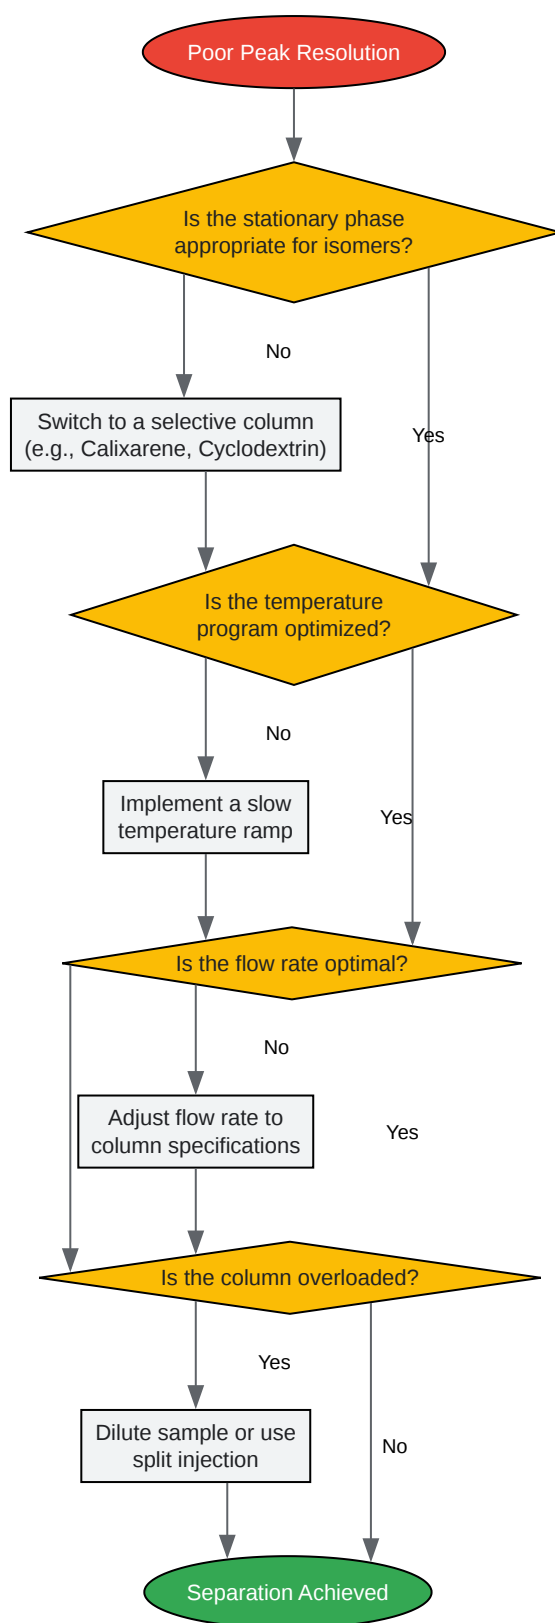 Poor Peak Resolution
Is the stationary phase
appropriate for isomers?
No
Switch to a selective column
(e.g., Calixarene, Cyclodextrin)
Yes
Is the temperature
program optimized?
No
Implement a slow
temperature ramp
Yes
Is the flow rate optimal?
No
Adjust flow rate to
column specifications
Yes
Is the column overloaded?
Yes
Dilute sample or use
split injection
No
Separation Achieved